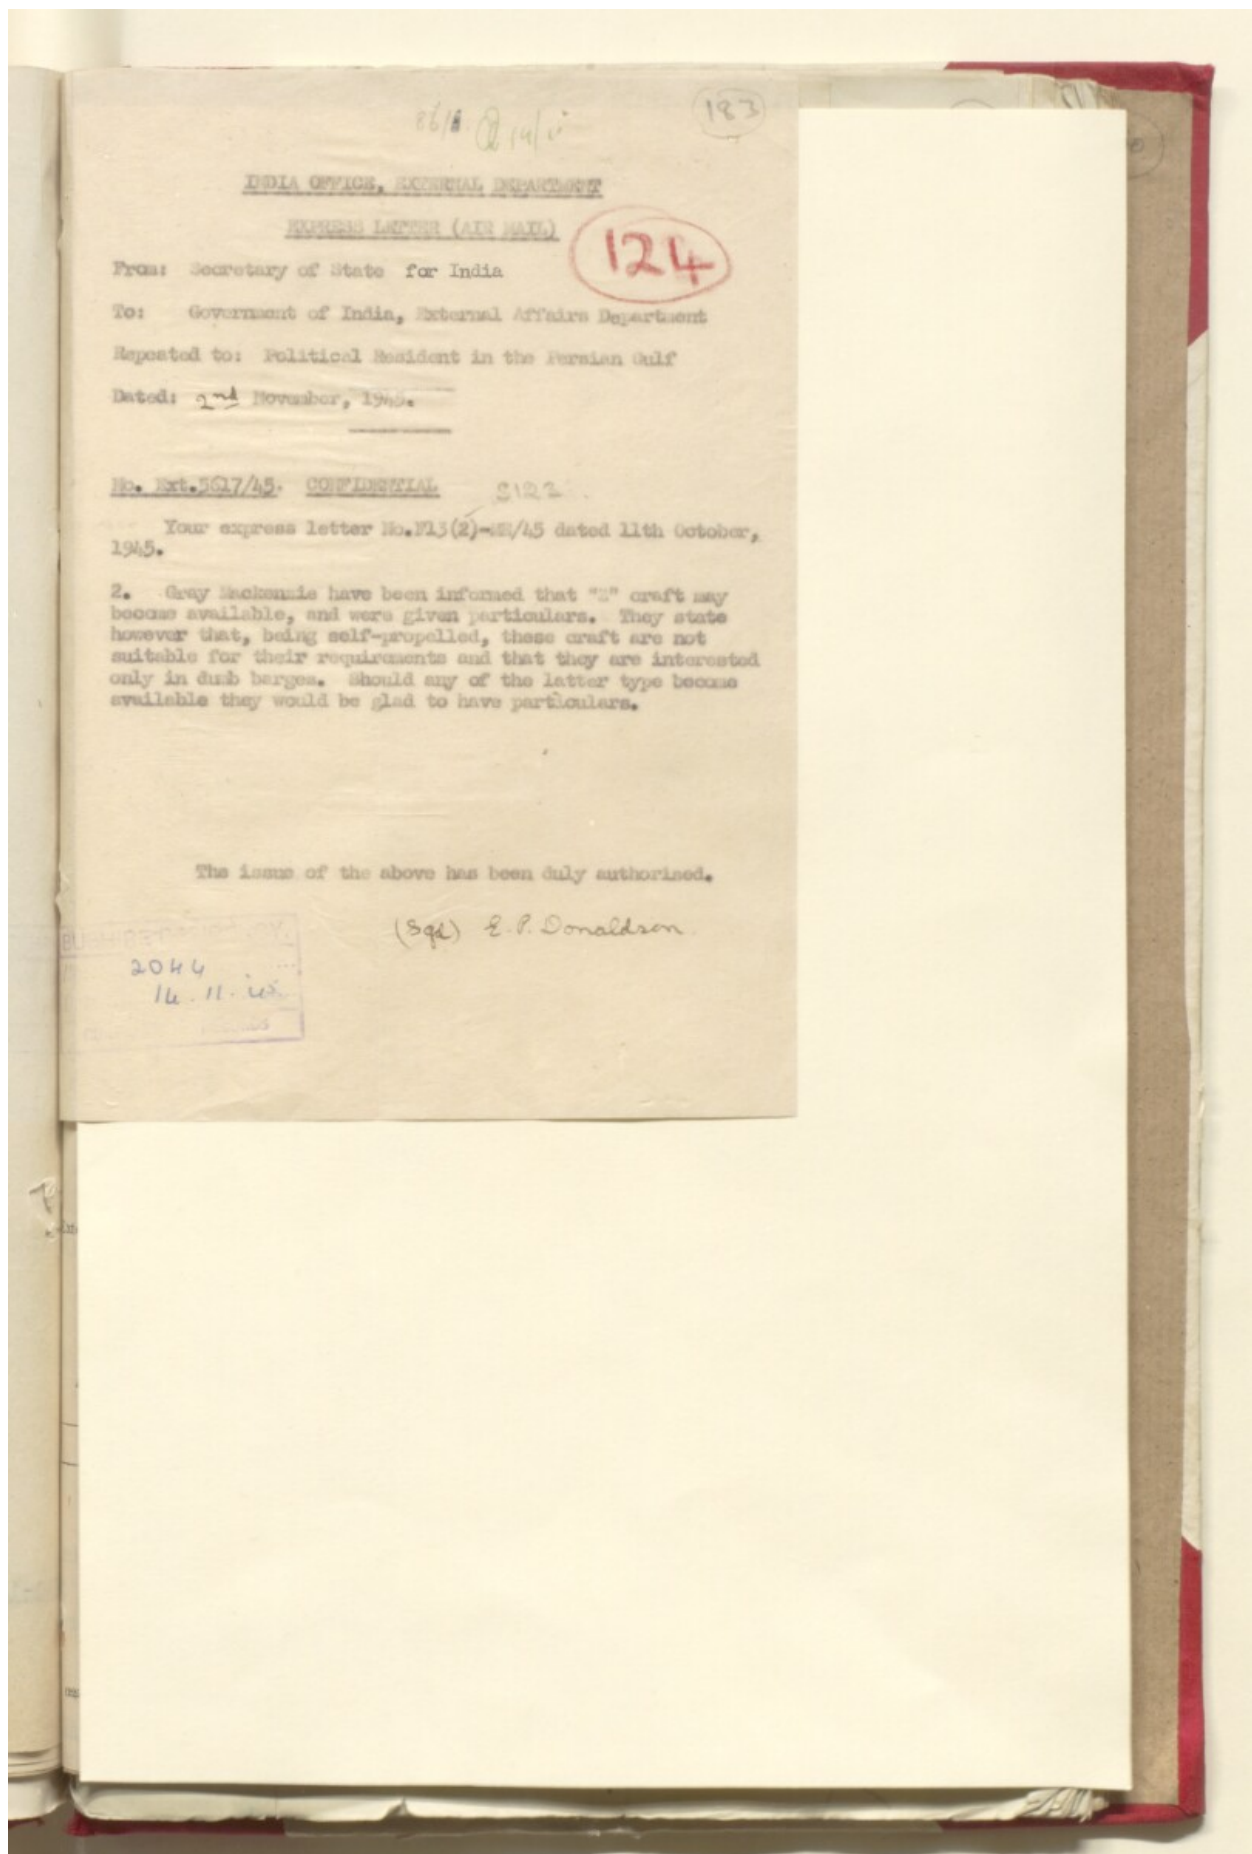 183
86/1.
INDIA OFFICE, EXTERNAL DEPARTMENT
EXPRESS LETTER (AIR MAIL)
124
From: Secretary of State for India
To: Government of India, External Affairs Department
Repeated to: Political Resident in the Persian Gulf
Dated: 2nd November, 1945.
No. Ext.5617/45. CONFIDENTIAL
S122.
Your express letter No.F13(2)-ME/45 dated 11th October,
1945.
2. Gray Mackenzie have been informed that "Z" craft may
become available, and were given particulars. They state
however that, being self-propelled, these craft are not
suitable for their requirements and that they are interested
only in dumb barges. Should any of the latter type become
available they would be glad to have particulars.
The issue of the above has been duly authorised.
(Sgd) E. P. Donaldson
BUSHIRE
2044
14.11.45.
RECORDS